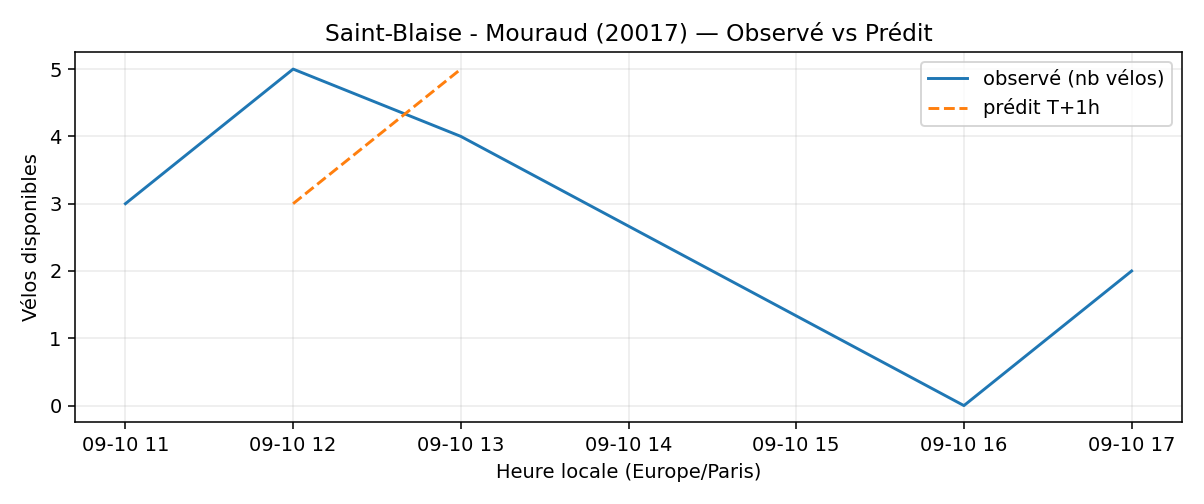 Saint-Blaise - Mouraud (20017) — Observé vs Prédit
observé (nb vélos)
prédit T+1h
Vélos disponibles
5
4
3
2
1
0
09-10 11
09-10 12
09-10 13
09-10 14
09-10 15
09-10 16
09-10 17
Heure locale (Europe/Paris)